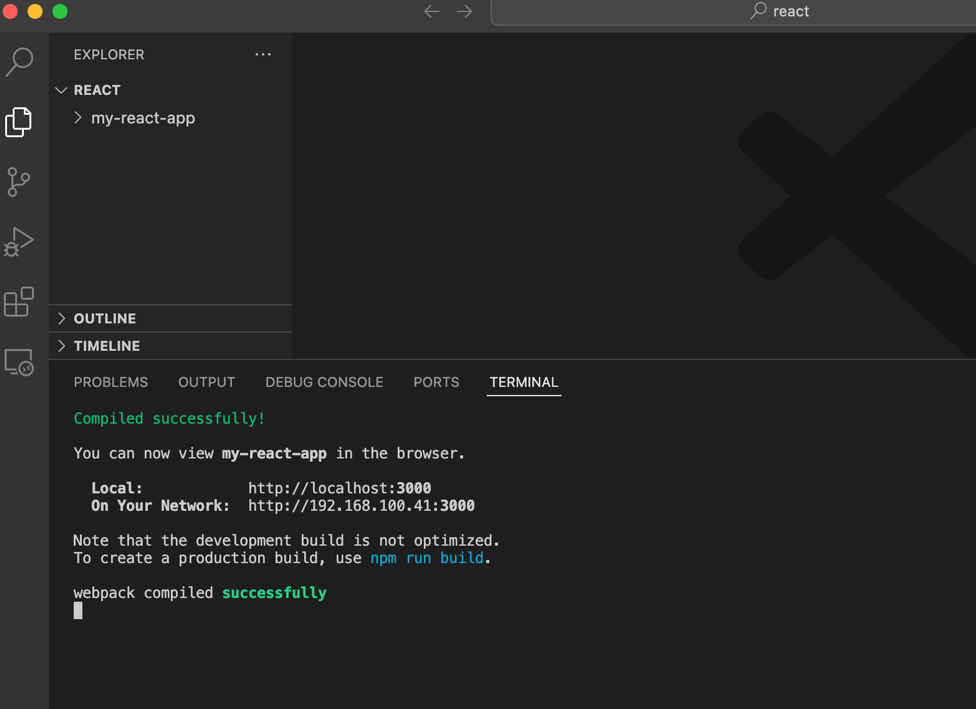 react
EXPLORER
REACT
my-react-app
OUTLINE
TIMELINE
PROBLEMS OUTPUT DEBUG CONSOLE PORTS TERMINAL
Compiled successfully!
You can now view my-react-app in the browser.
Local: http://localhost:3000
On Your Network: http://192.168.100.41:3000
Note that the development build is not optimized.
To create a production build, use npm run build.
webpack compiled successfully